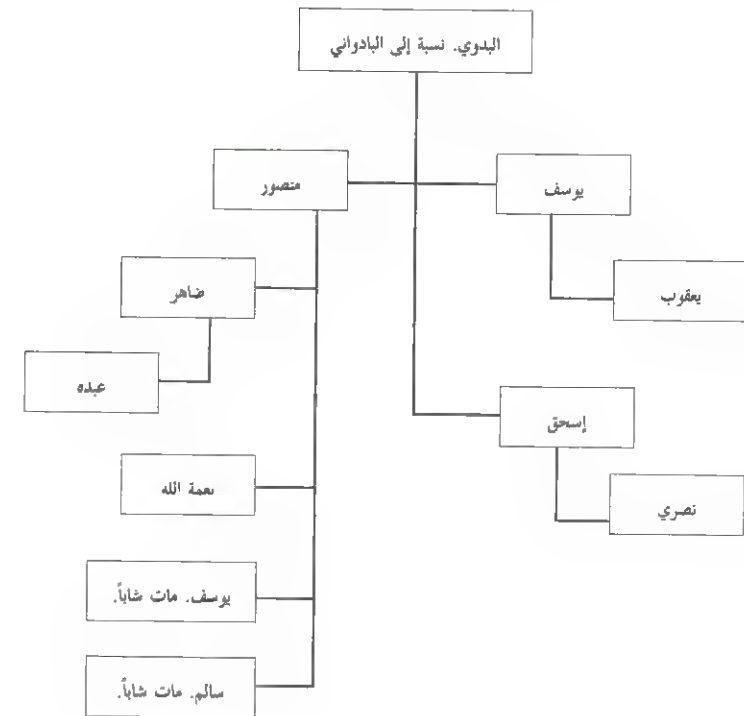 البدوي. نسبة إلى البادواني
يوسف
منصور
ضاهر
يعقوب
عبده
إسحق
نعمة الله
نصري
يوسف. مات شاباً.
سالم. مات شاباً.